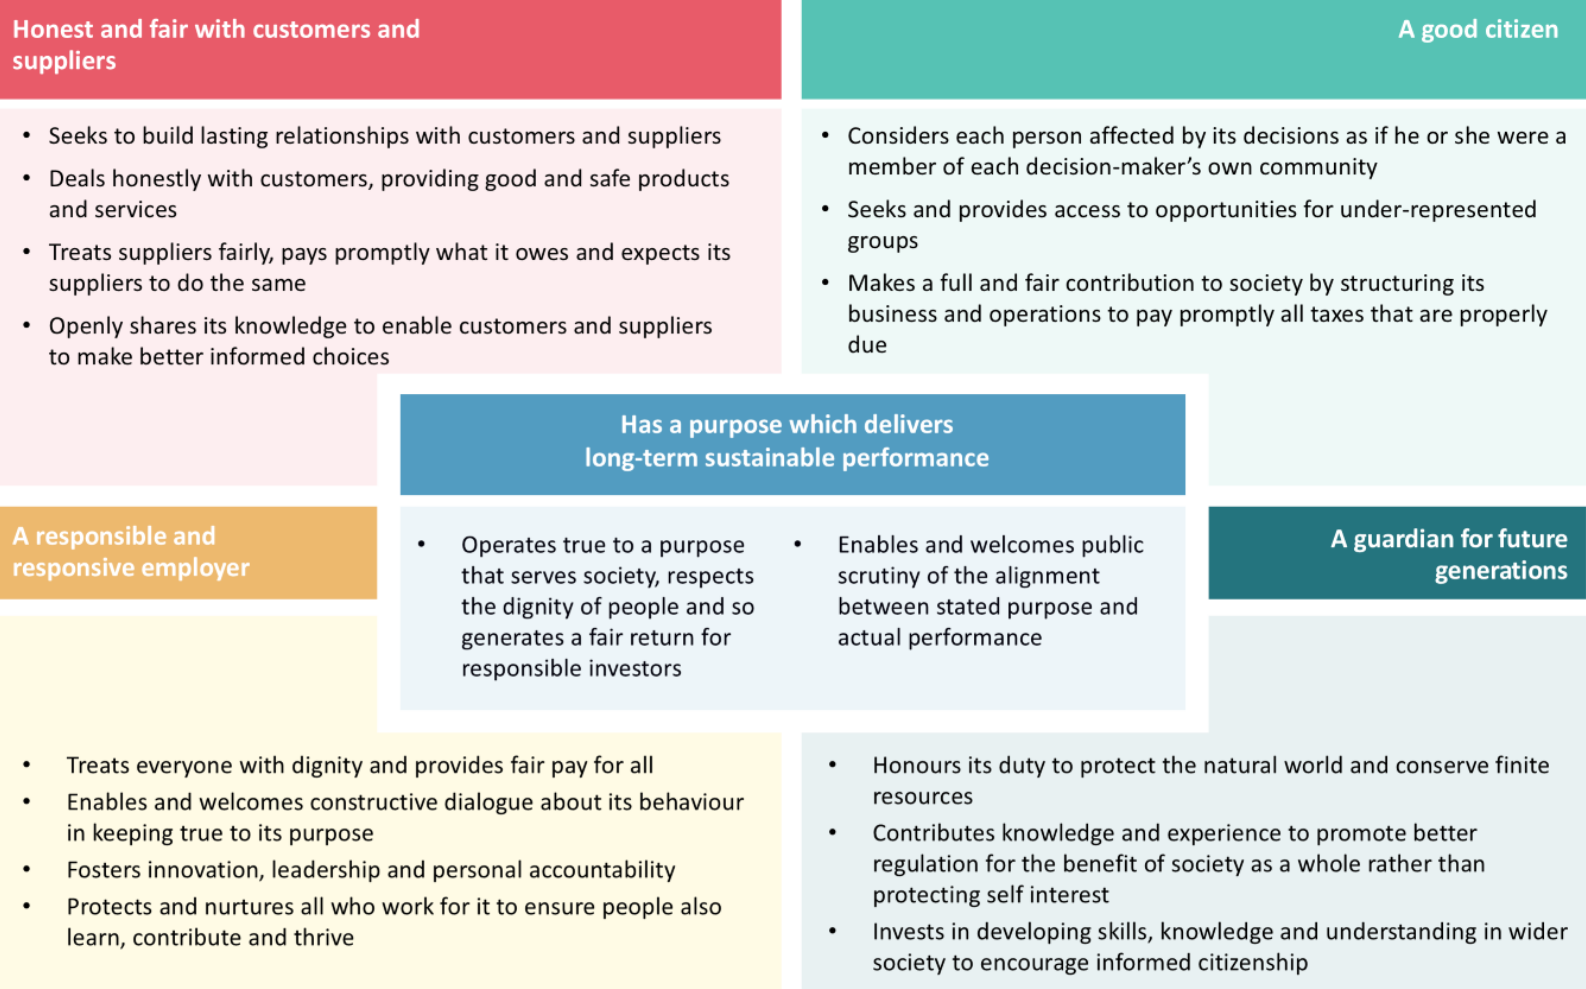 Honest and fair with customers and
suppliers
• Seeks to build lasting relationships with customers and suppliers
• Deals honestly with customers, providing good and safe products
and services
• Treats suppliers fairly, pays promptly what it owes and expects its
suppliers to do the same
• Openly shares its knowledge to enable customers and suppliers
to make better informed choices
A good citizen
• Considers each person affected by its decisions as if he or she were a
member of each decision-maker’s own community
• Seeks and provides access to opportunities for under-represented
groups
• Makes a full and fair contribution to society by structuring its
business and operations to pay promptly all taxes that are properly
due
Has a purpose which delivers
long-term sustainable performance
• Operates true to a purpose
that serves society, respects
the dignity of people and so
generates a fair return for
responsible investors
• Enables and welcomes public
scrutiny of the alignment
between stated purpose and
actual performance
A responsible and
responsive employer
• Treats everyone with dignity and provides fair pay for all
• Enables and welcomes constructive dialogue about its behaviour
in keeping true to its purpose
• Fosters innovation, leadership and personal accountability
• Protects and nurtures all who work for it to ensure people also
learn, contribute and thrive
A guardian for future
generations
• Honours its duty to protect the natural world and conserve finite
resources
• Contributes knowledge and experience to promote better
regulation for the benefit of society as a whole rather than
protecting self interest
• Invests in developing skills, knowledge and understanding in wider
society to encourage informed citizenship